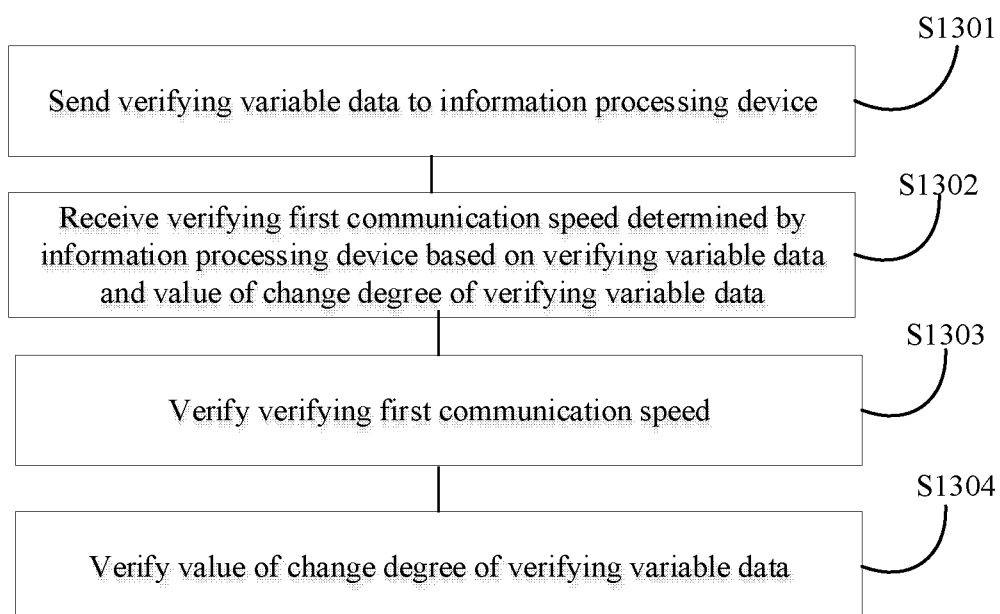 S1301
Send verifying variable data to information processing device
S1302
Receive verifying first communication speed determined by
information processing device based on verifying variable data
and value of change degree of verifying variable data
S1303
Verify verifying first communication speed
S1304
Verify value of change degree of verifying variable data